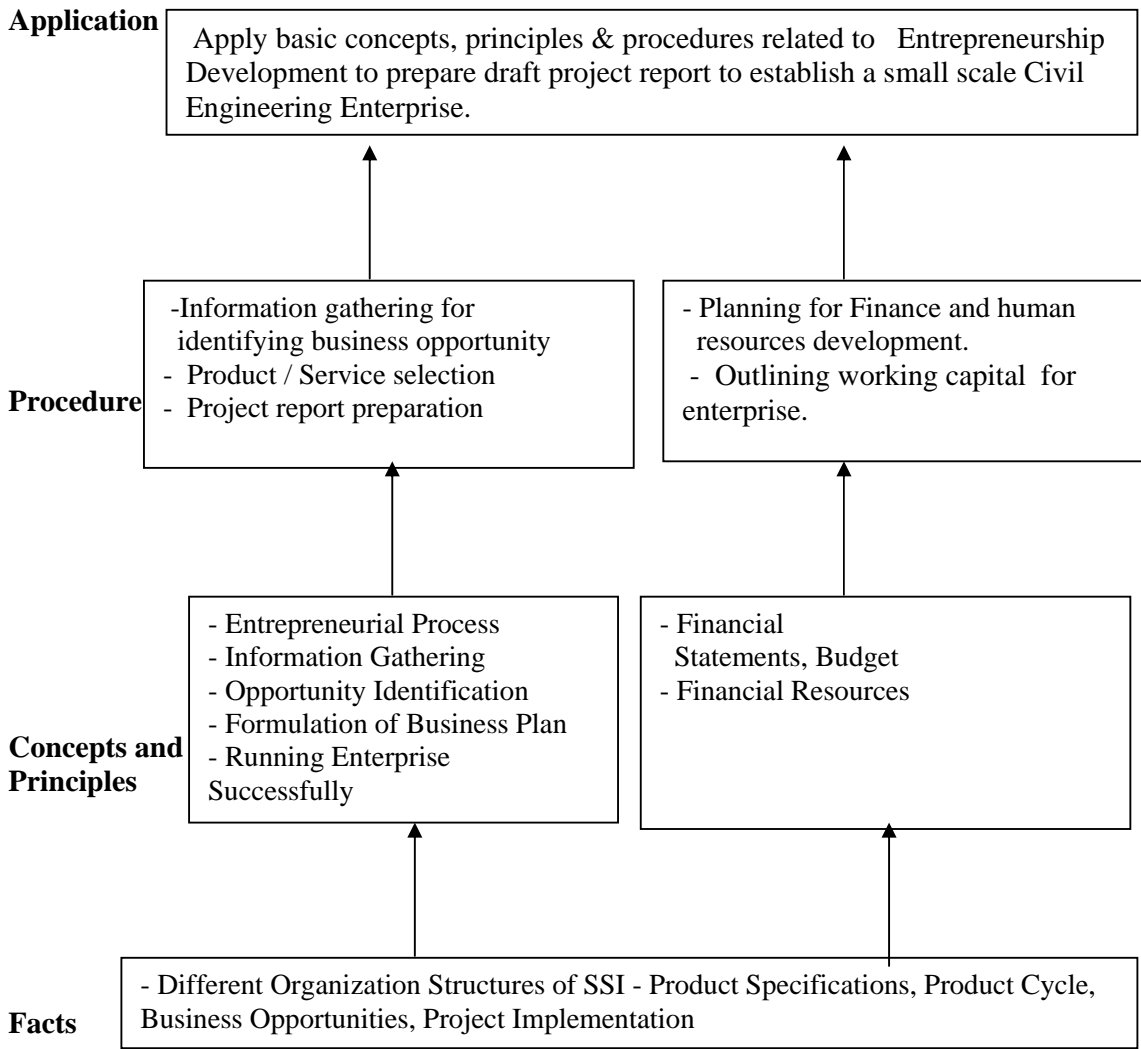 Application
Apply basic concepts, principles & procedures related to Entrepreneurship
Development to prepare draft project report to establish a small scale Civil
Engineering Enterprise.
Procedure
-Information gathering for
identifying business opportunity
- Product / Service selection
- Project report preparation
- Planning for Finance and human
resources development.
- Outlining working capital for
enterprise.
Concepts and
Principles
- Entrepreneurial Process
- Information Gathering
- Opportunity Identification
- Formulation of Business Plan
- Running Enterprise
Successfully
- Financial
Statements, Budget
- Financial Resources
Facts
- Different Organization Structures of SSI - Product Specifications, Product Cycle,
Business Opportunities, Project Implementation